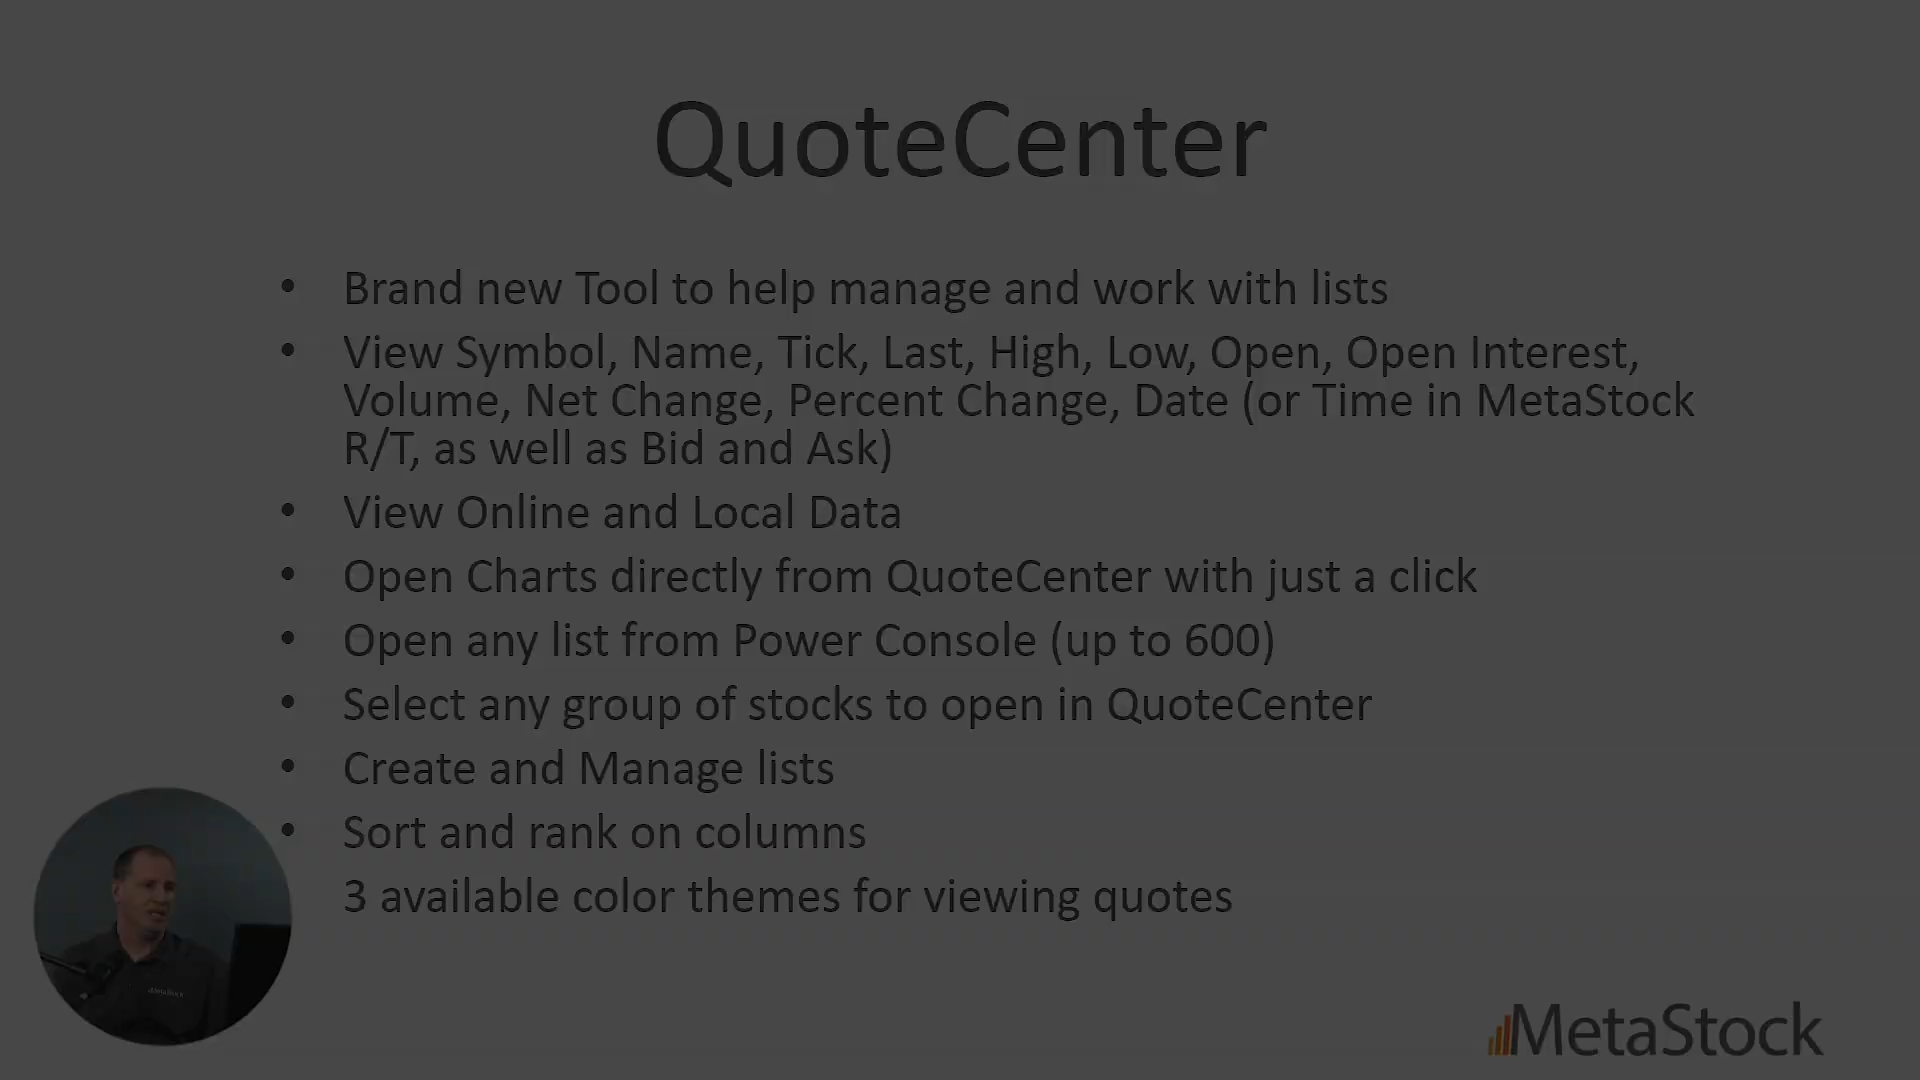 QuoteCenter
• Brand new Tool to help manage and work with lists
• View Symbol, Name, Tick, Last, High, Low, Open, Open Interest,
Volume, Net Change, Percent Change, Date (or Time in MetaStock
R/T, as well as Bid and Ask)
• View Online and Local Data
• Open Charts directly from QuoteCenter with just a click
• Open any list from Power Console (up to 600)
• Select any group of stocks to open in QuoteCenter
• Create and Manage lists
• Sort and rank on columns
3 available color themes for viewing quotes
MetaStock
MetaStock